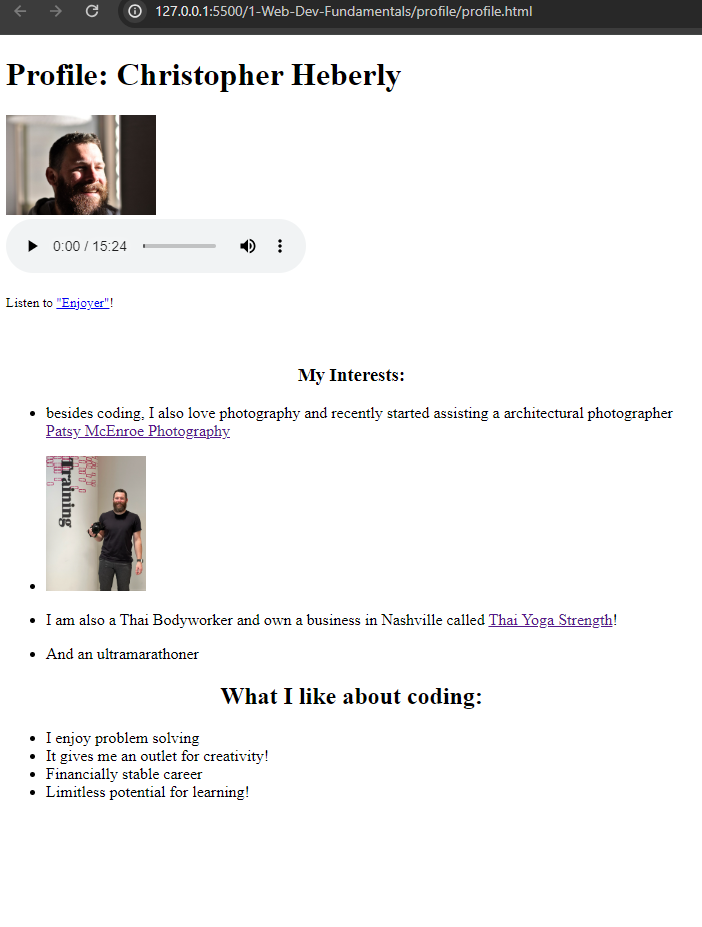 127.0.0.1:5500/1-Web-Dev-Fundamentals/profile/profile.html
Profile: Christopher Heberly
0:00 / 15:24
Listen to "Enjoyer"!
My Interests:
besides coding, I also love photography and recently started assisting a architectural photographer
Patsy McEnroe Photography
Training
I am also a Thai Bodyworker and own a business in Nashville called Thai Yoga Strength!
And an ultramarathoner
What I like about coding:
I enjoy problem solving
It gives me an outlet for creativity!
Financially stable career
Limitless potential for learning!